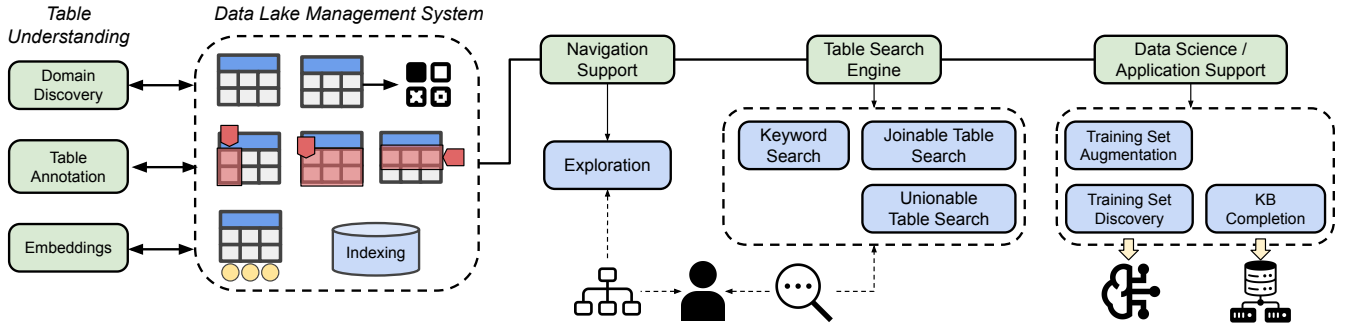 Table
Understanding
Domain
Discovery
Table
Annotation
Embeddings
Data Lake Management System
Indexing
Navigation
Support
Exploration
Table Search
Engine
Keyword
Search
Joinable Table
Search
Unionable
Table Search
Data Science /
Application Support
Training Set
Augmentation
Training Set
Discovery
KB
Completion